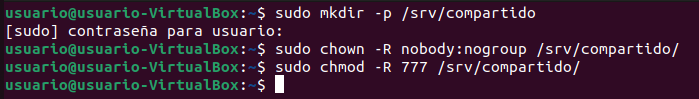 usuario@usuario-VirtualBox:~$ sudo mkdir -p /srv/compartido
[sudo] contraseña para usuario:
usuario@usuario-VirtualBox:~$ sudo chown -R nobody:nogroup /srv/compartido/
usuario@usuario-VirtualBox:~$ sudo chmod -R 777 /srv/compartido/
usuario@usuario-VirtualBox:~$